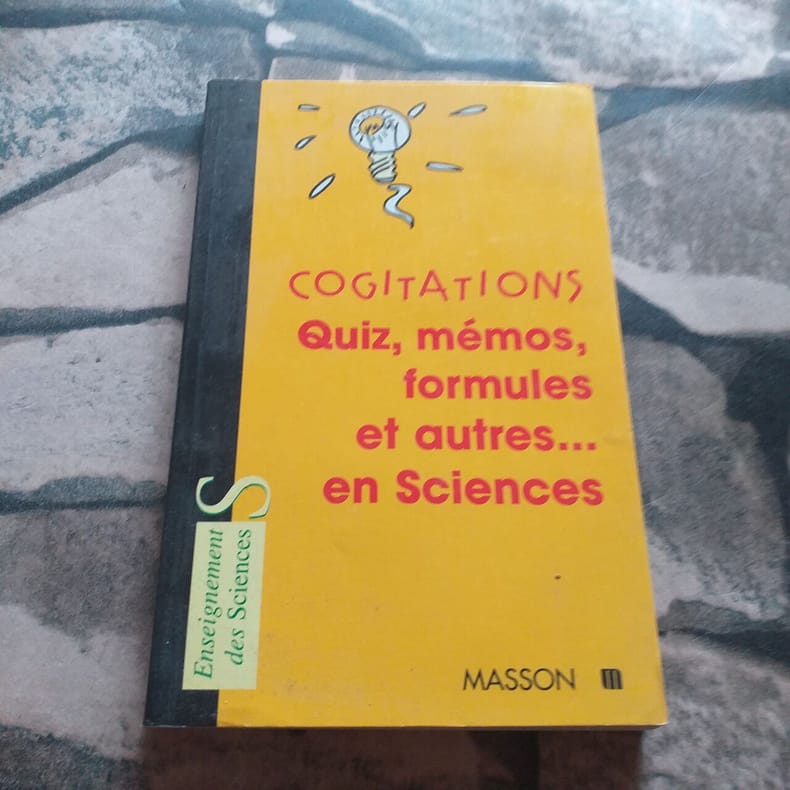 COGITATIONS
Quiz, mémos,
formules
et autres...
en Sciences
S
Enseignement
des Sciences
MASSON m